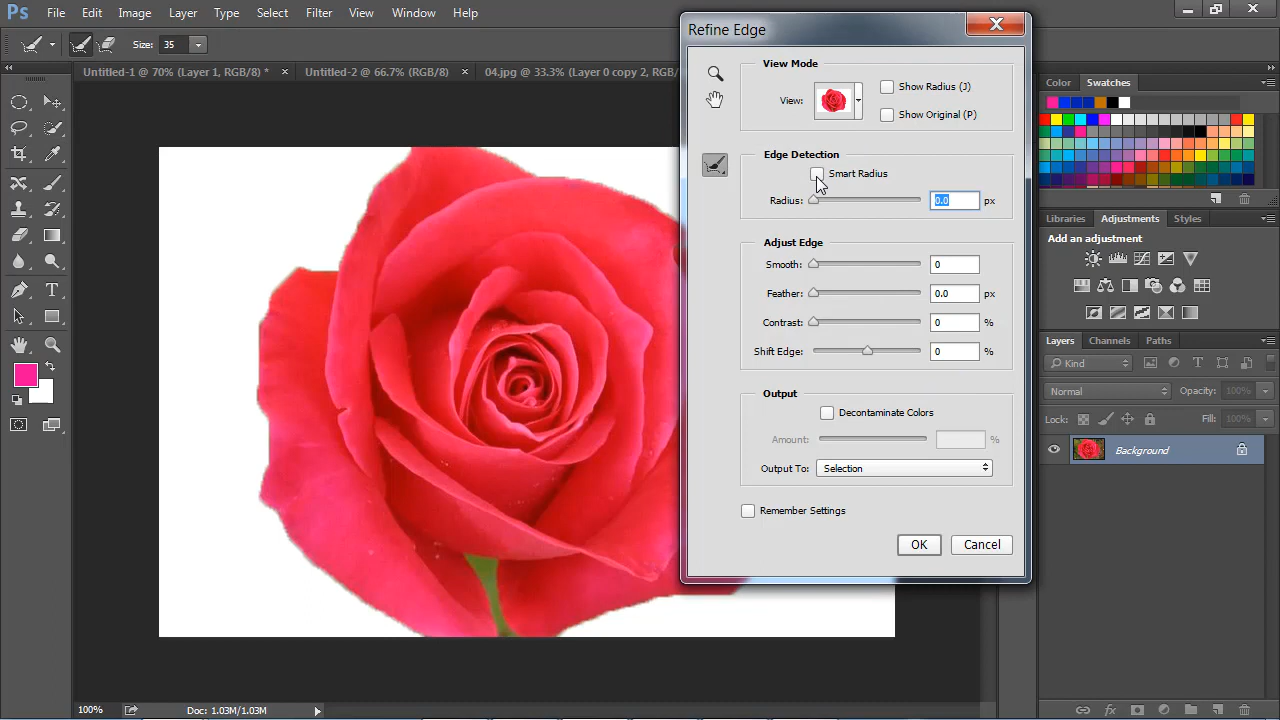 Ps File Edit Image Layer Type Select Filter View Window Help
Size: 35
Untitled-1 @ 70% (Layer 1, RGB/8) * Untitled-2 @ 66.7% (RGB/8) 04.jpg @ 33.3% (Layer 0 copy 2, RGB/8)
Refine Edge
View Mode
View:
Show Radius (J)
Show Original (P)
Edge Detection
Smart Radius
Radius: 0.0 px
Adjust Edge
Smooth: 0
Feather: 0.0 px
Contrast: 0 %
Shift Edge: 0 %
Output
Decontaminate Colors
Amount: %
Output To: Selection
Remember Settings
OK Cancel
Color Swatches
Libraries Adjustments Styles
Add an adjustment
Layers Channels Paths
Kind
Normal Opacity: 100%
Lock: Fill: 100%
Background
100% Doc: 1.03M/1.03M